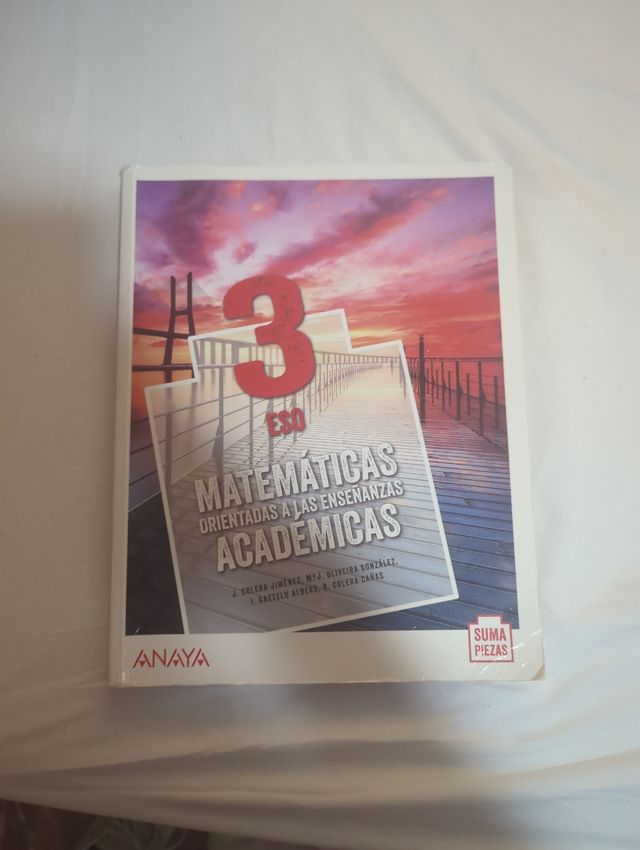 3
ESO
MATEMÁTICAS
ORIENTADAS A LAS ENSEÑANZAS
ACADÉMICAS
J. COLERA JIMÉNEZ, Mª J. OLIVEIRA GONZÁLEZ,
I. GAZTELU ALBERO, R. COLERA CAÑAS
ANAYA
SUMA
PIEZAS